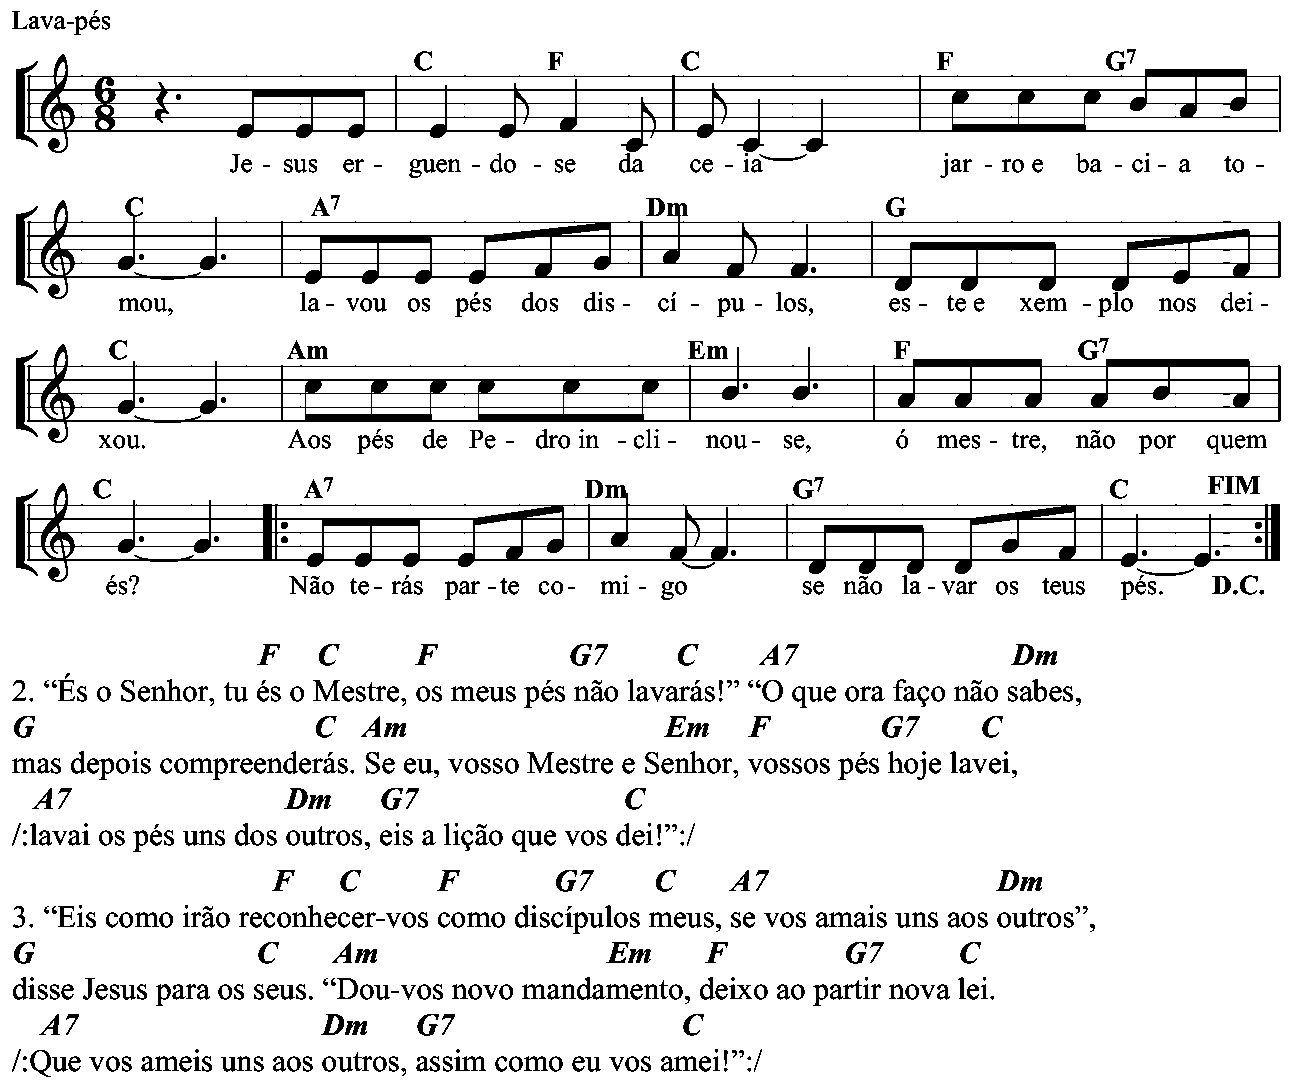 Lava-pés
C F C F G7
6
8
Je- sus er- guen - do - se da ce - ia jar - ro e ba - ci - a to -
C A7 Dm G
mou, la - vou os pés dos dis - cí - pu - los, es - te e xem - plo nos dei -
C Am Em F G7
xou. Aos pés de Pe - dro in - cli - nou - se, ó mes - tre, não por quem
C A7 Dm G7 C FIM
és? Não te - rás par - te co - mi - go se não la - var os teus pés. D.C.
F C F G7 C A7 Dm
2. “És o Senhor, tu és o Mestre, os meus pés não lavarás!” “O que ora faço não sabes,
G C Am Em F G7 C
mas depois compreenderás. Se eu, vosso Mestre e Senhor, vossos pés hoje lavei,
A7 Dm G7 C
/:lavai os pés uns dos outros, eis a lição que vos dei!”:/
F C F G7 C A7 Dm
3. “Eis como irão reconhecer-vos como discípulos meus, se vos amais uns aos outros”,
G C Am Em F G7 C
disse Jesus para os seus. “Dou-vos novo mandamento, deixo ao partir nova lei.
A7 Dm G7 C
/:Que vos ameis uns aos outros, assim como eu vos amei!”:/